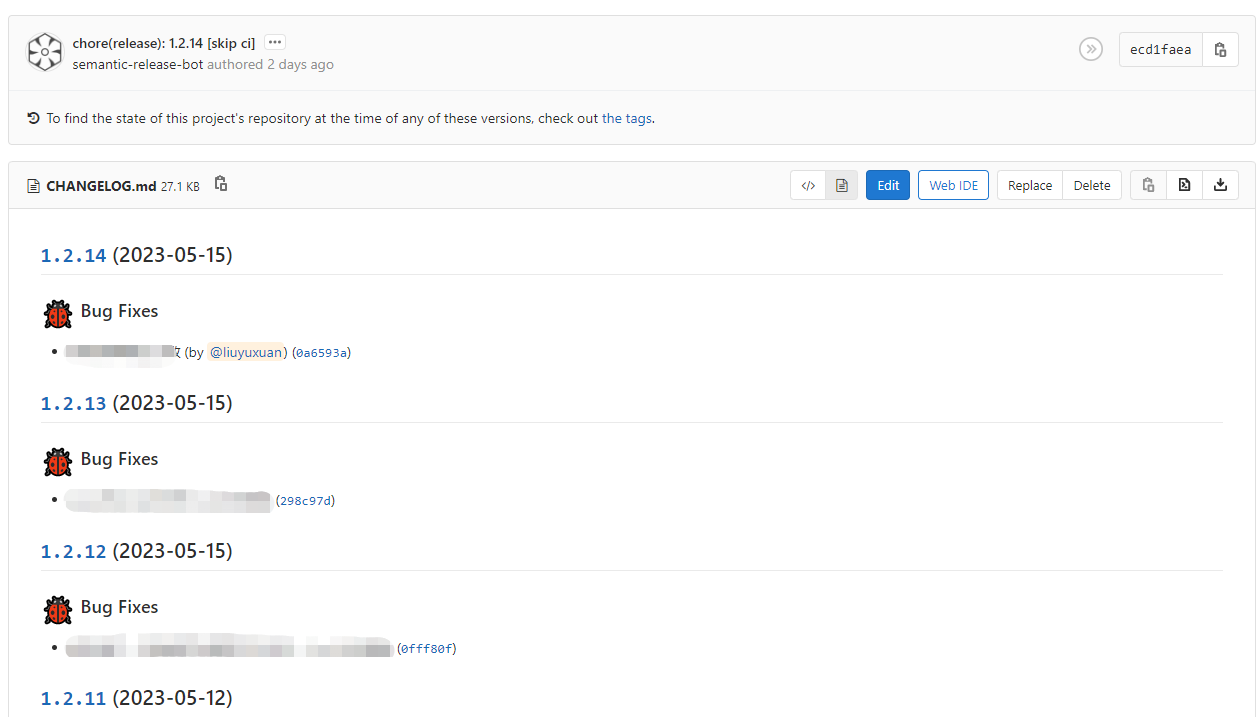 chore(release): 1.2.14 [skip ci]
semantic-release-bot authored 2 days ago
ecd1faea
To find the state of this project's repository at the time of any of these versions, check out the tags.
CHANGELOG.md 27.1 KB
</> Edit Web IDE Replace Delete
1.2.14 (2023-05-15)
Bug Fixes
(by @liuyuxuan) (0a6593a)
1.2.13 (2023-05-15)
Bug Fixes
(298c97d)
1.2.12 (2023-05-15)
Bug Fixes
(0fff80f)
1.2.11 (2023-05-12)